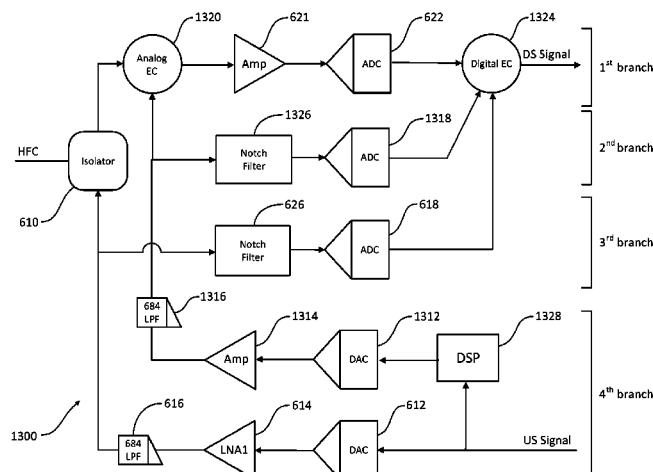 1320
621
622
1324
Analog
EC
Amp
ADC
Digital EC
DS Signal
1st branch
1326
1318
HFC
Isolator
Notch
Filter
ADC
2nd branch
610
626
618
Notch
Filter
ADC
3rd branch
684
LPF
1316
1314
1312
1328
Amp
DAC
DSP
4th branch
616
614
612
1300
684
LPF
LNA1
DAC
US Signal